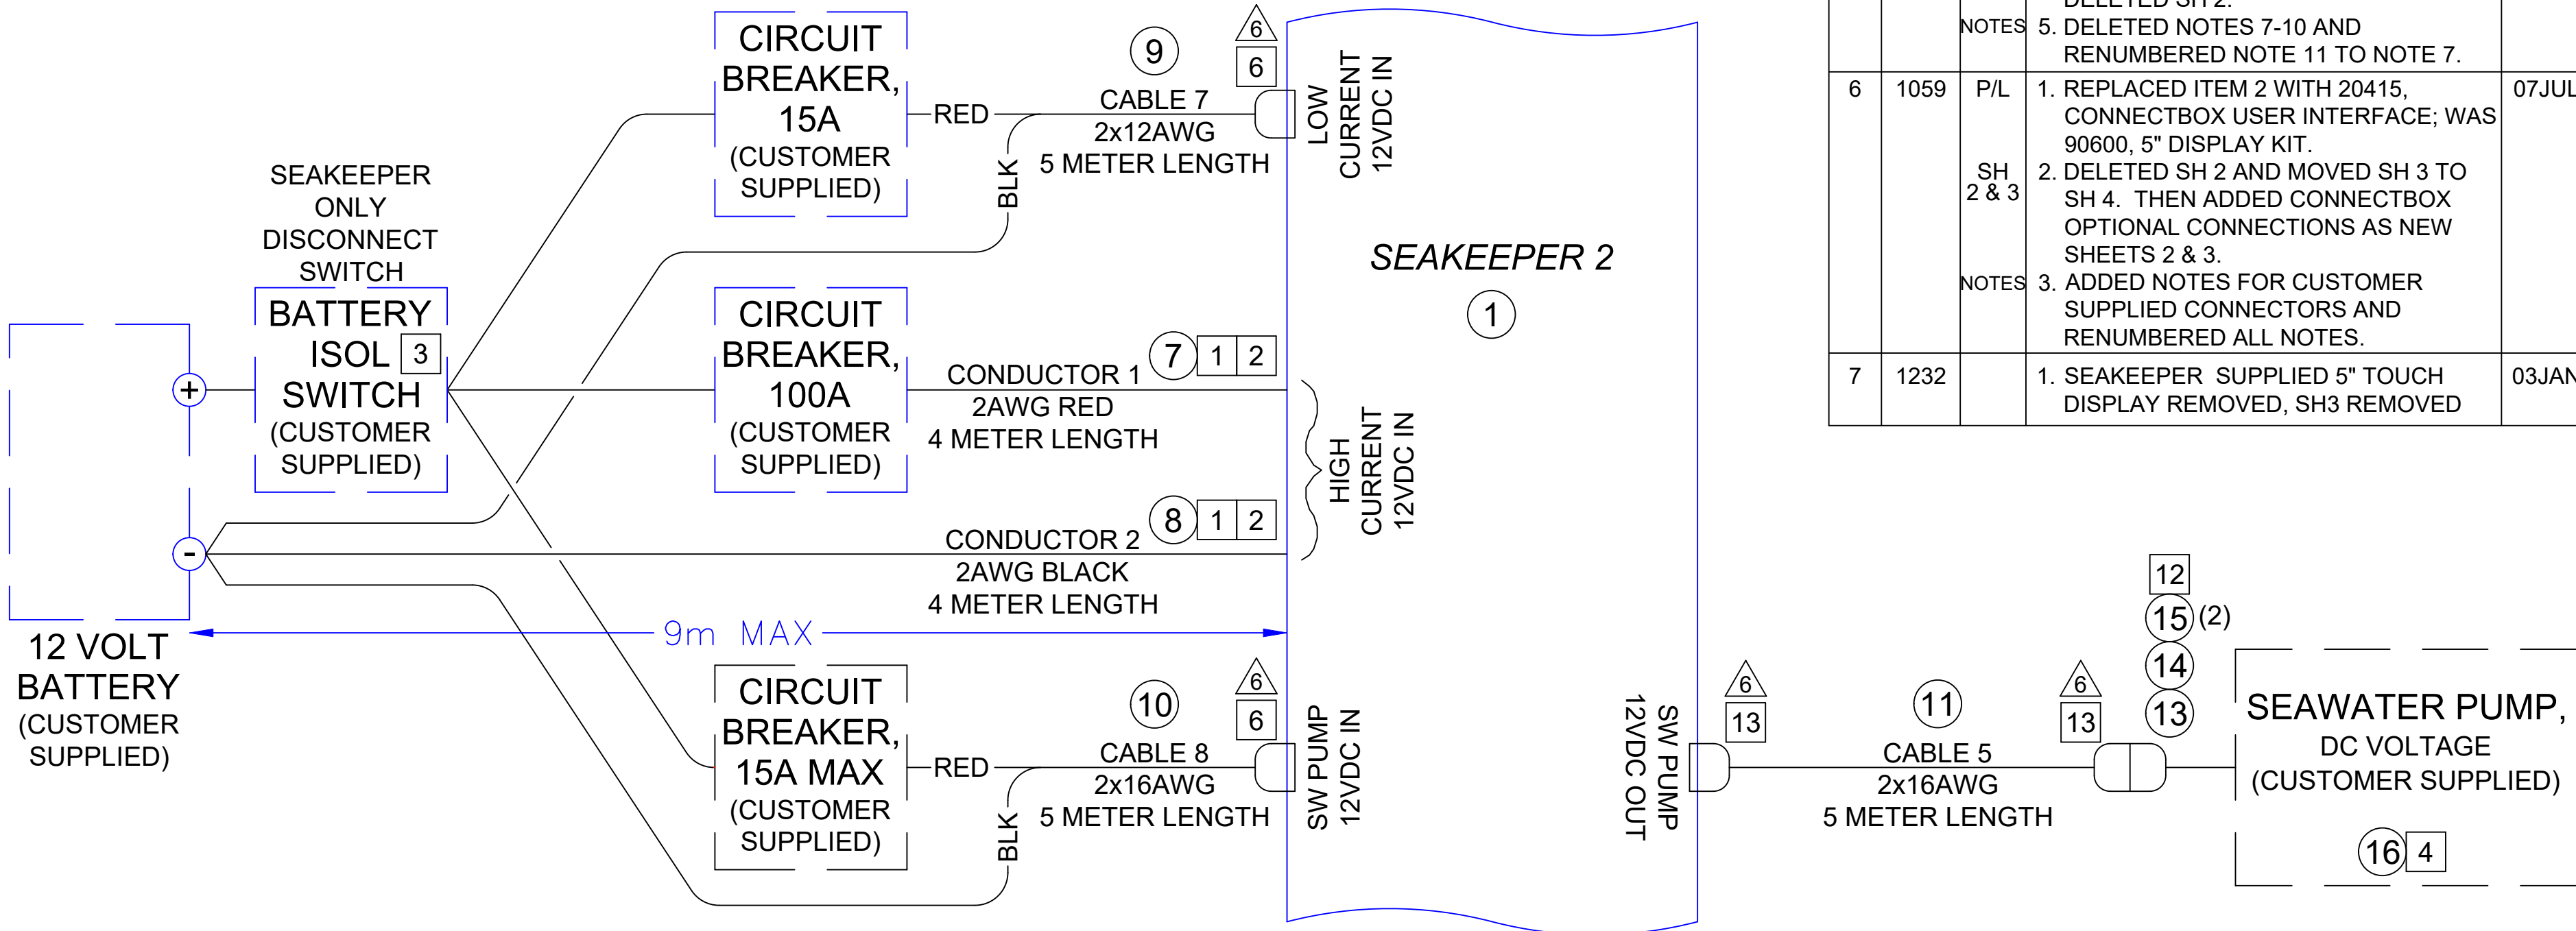 SEAKEEPER
ONLY
DISCONNECT
SWITCH
BATTERY
ISOL 3
SWITCH
(CUSTOMER
SUPPLIED)
+
-
12 VOLT
BATTERY
(CUSTOMER
SUPPLIED)
CIRCUIT
BREAKER,
15A
(CUSTOMER
SUPPLIED)
RED
BLK
9
CABLE 7
2x12AWG
5 METER LENGTH
6
6
LOW
CURRENT
12VDC IN
CIRCUIT
BREAKER,
100A
(CUSTOMER
SUPPLIED)
7 1 2
CONDUCTOR 1
2AWG RED
4 METER LENGTH
8 1 2
CONDUCTOR 2
2AWG BLACK
4 METER LENGTH
HIGH
CURRENT
12VDC IN
9m MAX
CIRCUIT
BREAKER,
15A MAX
(CUSTOMER
SUPPLIED)
RED
BLK
10
CABLE 8
2x16AWG
5 METER LENGTH
6
6
SW PUMP
12VDC IN
SEAKEEPER 2
1
SW PUMP
12VDC OUT
6
13
11
CABLE 5
2x16AWG
5 METER LENGTH
6
13
12
15 (2)
14
13
SEAWATER PUMP,
DC VOLTAGE
(CUSTOMER SUPPLIED)
16 4
DELETED SH 2.
NOTES 5. DELETED NOTES 7-10 AND
RENUMBERED NOTE 11 TO NOTE 7.
6 1059 P/L 1. REPLACED ITEM 2 WITH 20415, 07JUL
CONNECTBOX USER INTERFACE; WAS
90600, 5" DISPLAY KIT.
SH 2 & 3 2. DELETED SH 2 AND MOVED SH 3 TO
SH 4. THEN ADDED CONNECTBOX
OPTIONAL CONNECTIONS AS NEW
SHEETS 2 & 3.
NOTES 3. ADDED NOTES FOR CUSTOMER
SUPPLIED CONNECTORS AND
RENUMBERED ALL NOTES.
7 1232 1. SEAKEEPER SUPPLIED 5" TOUCH 03JAN
DISPLAY REMOVED, SH3 REMOVED